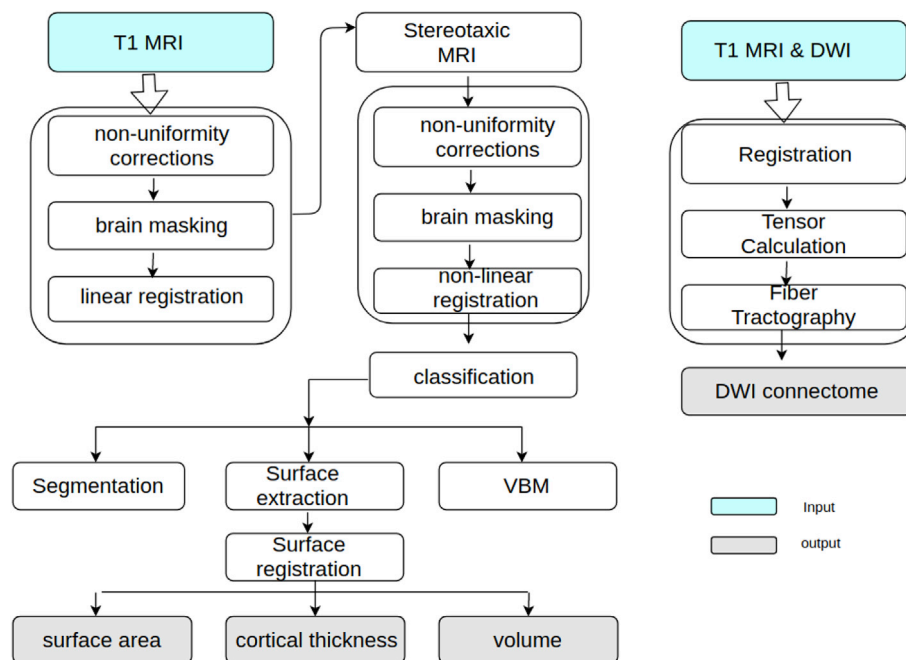 T1 MRI
non-uniformity
corrections
brain masking
linear registration
Stereotaxic
MRI
non-uniformity
corrections
brain masking
non-linear
registration
classification
Segmentation
Surface
extraction
VBM
Surface
registration
surface area
cortical thickness
volume
T1 MRI & DWI
Registration
Tensor
Calculation
Fiber
Tractography
DWI connectome
Input
output